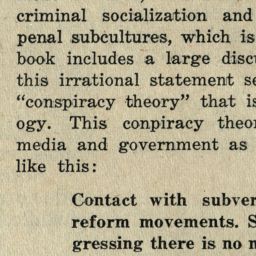 criminal socialization and
penal subcultures, which is
book includes a large disc
this irrational statement se
“conspiracy theory” that is
ogy. This conpiracy theor
media and government as
like this:
Contact with subver
reform movements. S
gressing there is no m